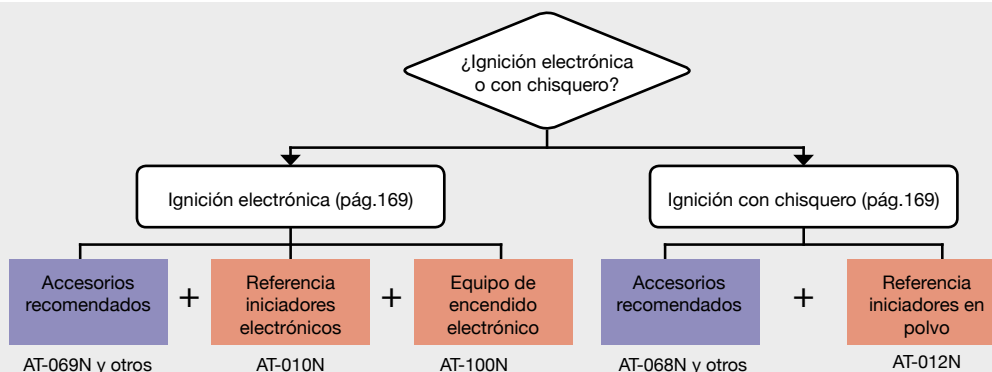 ¿Ignición electrónica
o con chisquero?
Ignición electrónica (pág.169)
Ignición con chisquero (pág.169)
Accesorios
recomendados
+
Referencia
iniciadores
electrónicos
+
Equipo de
encendido
electrónico
Accesorios
recomendados
+
Referencia
iniciadores en
polvo
AT-069N y otros
AT-010N
AT-100N
AT-068N y otros
AT-012N